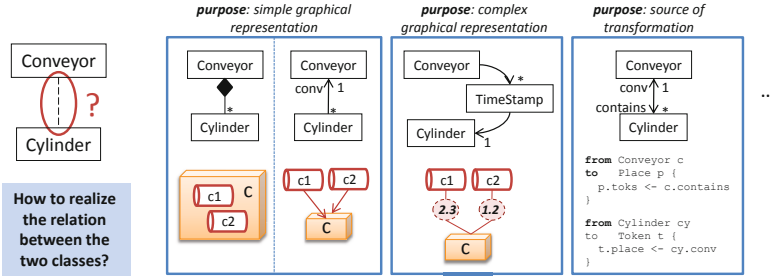 Conveyor
?
Cylinder
How to realize
the relation
between the
two classes?
purpose: simple graphical
representation
Conveyor
*
Cylinder
Conveyor
conv 1
*
Cylinder
C
c1
c2
c1 c2
C
purpose: complex
graphical representation
Conveyor
*
TimeStamp
Cylinder
1
c1 c2
2.3 1.2
C
purpose: source of
transformation
Conveyor
conv 1
contains *
Cylinder
from Conveyor c
to Place p {
p.toks <- c.contains
}
from Cylinder cy
to Token t {
t.place <- cy.conv
}
..